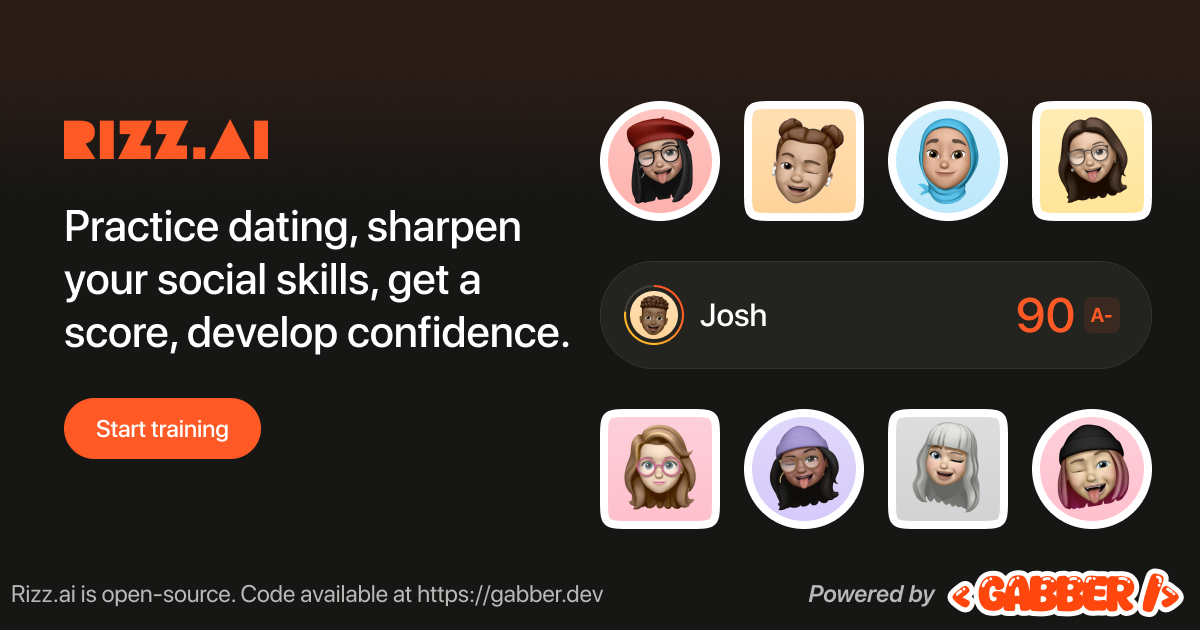 RIZZ.AI
Practice dating, sharpen
your social skills, get a
score, develop confidence.
Start training
Josh
90
A-
Rizz.ai is open-source. Code available at https://gabber.dev
Powered by
<GABBER/>